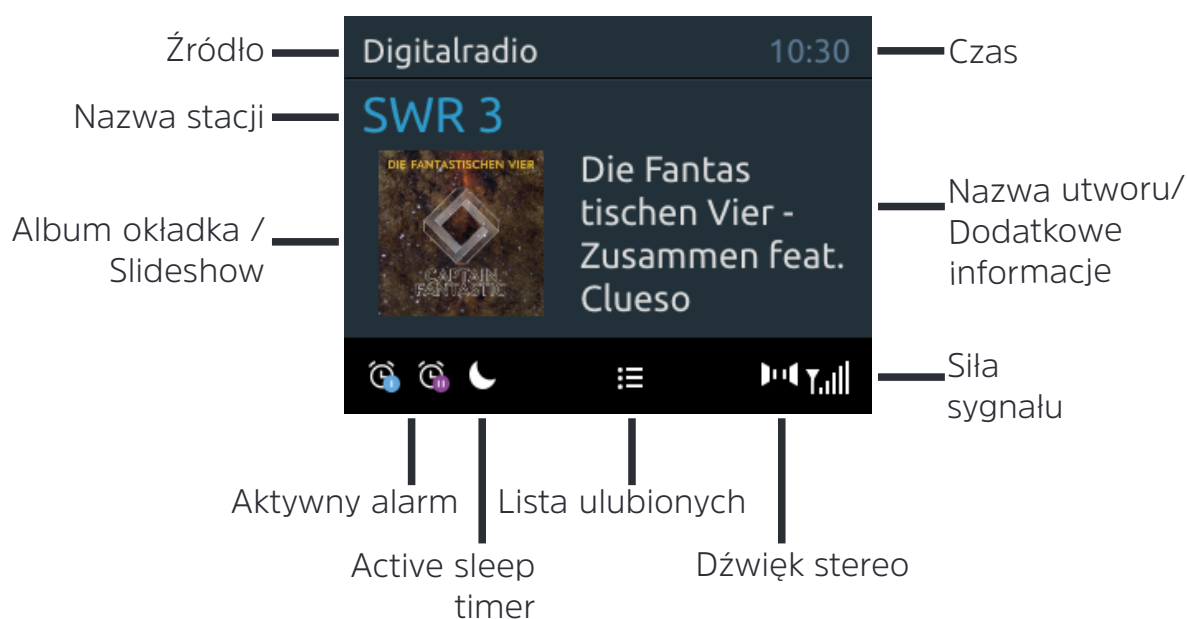 Źródło
Digitalradio
10:30
Czas
Nazwa stacji
SWR 3
DIE FANTASTISCHEN VIER
CAPTAIN
FANTASTIC
Album okładka /
Slideshow
Die Fantas
tischen Vier -
Zusammen feat.
Clueso
Nazwa utworu/
Dodatkowe
informacje
Siła
sygnału
Aktywny alarm
Lista ulubionych
Active sleep
timer
Dźwięk stereo